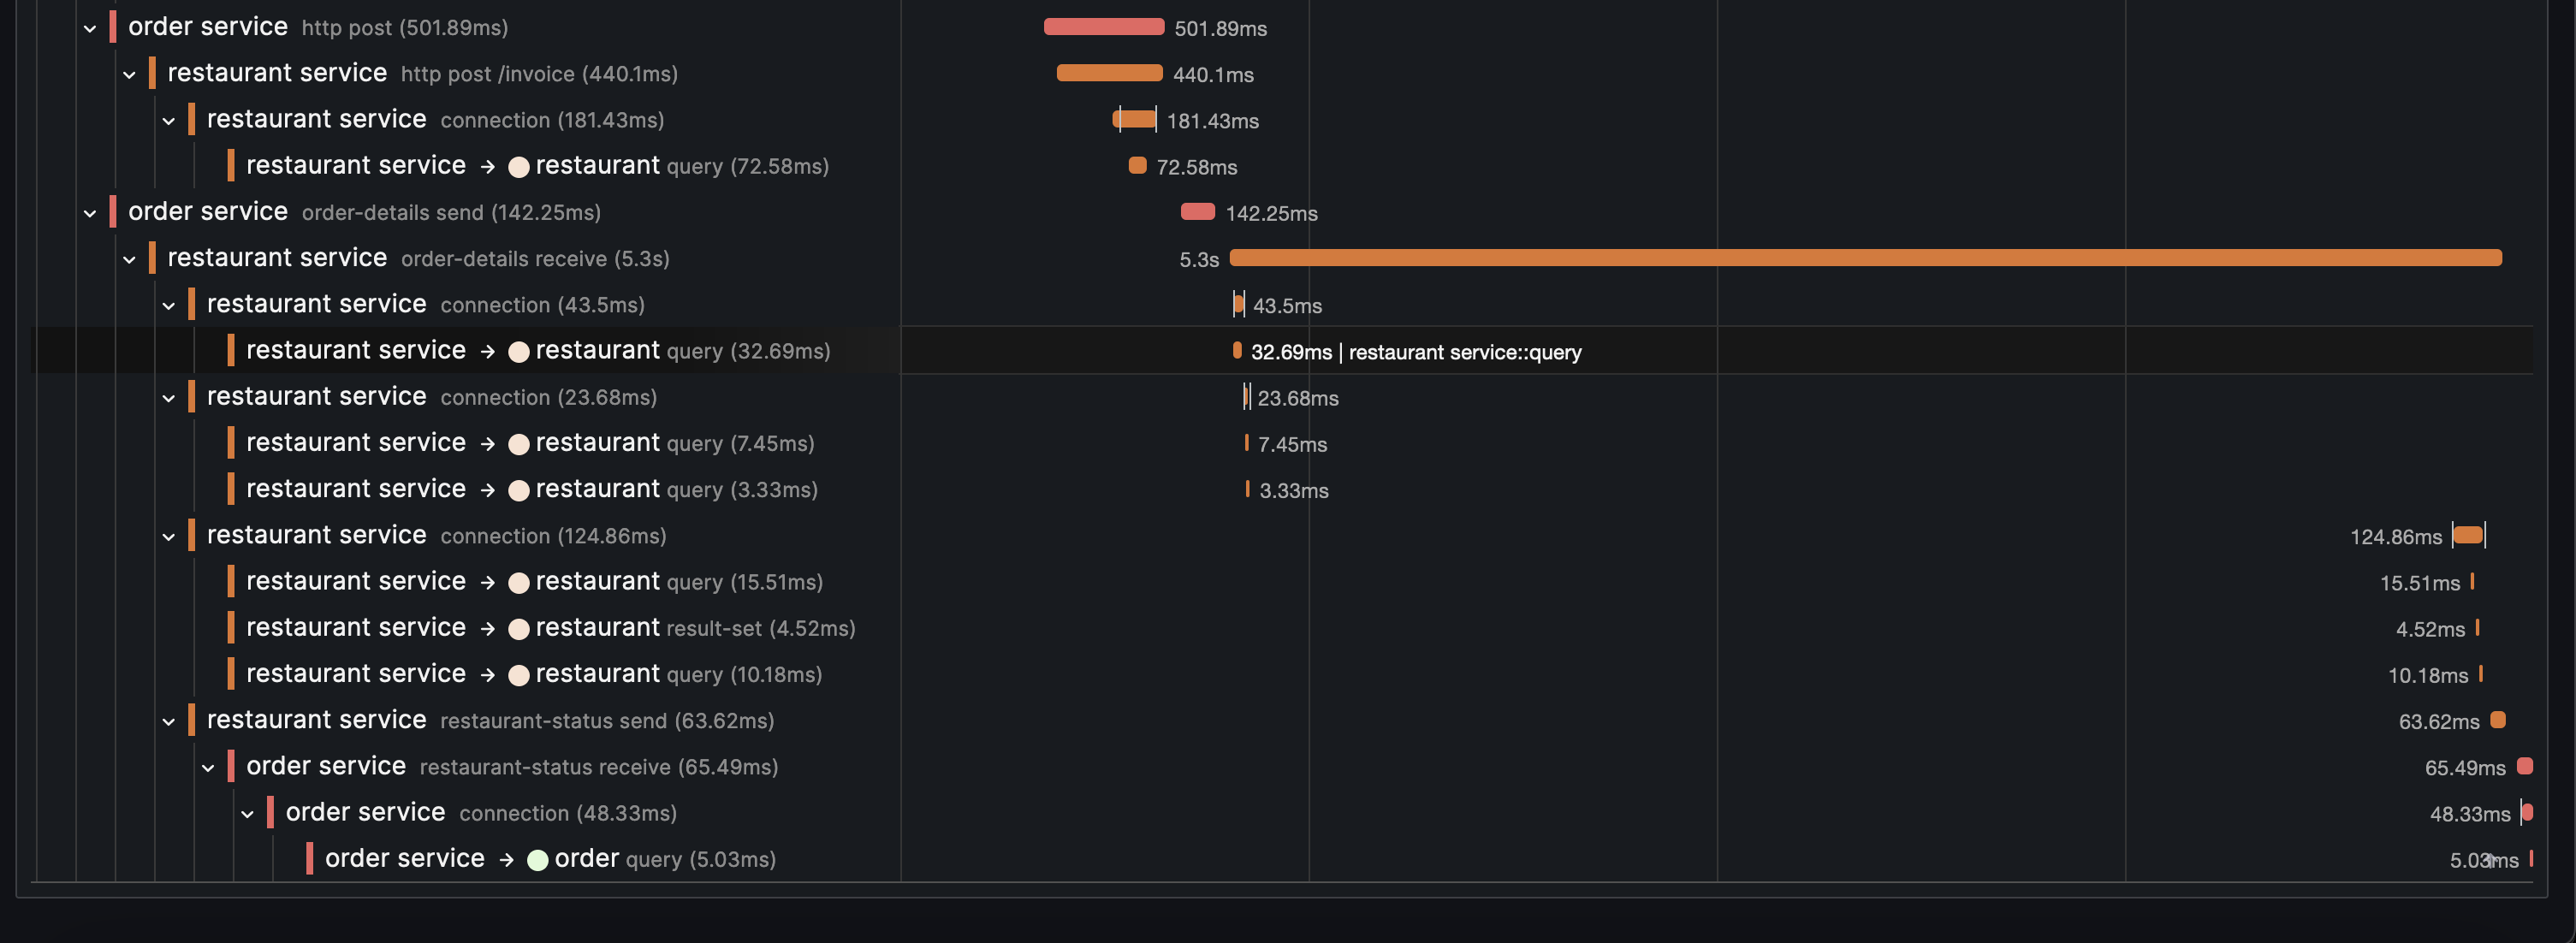 order service http post (501.89ms) 501.89ms
restaurant service http post /invoice (440.1ms) 440.1ms
restaurant service connection (181.43ms) 181.43ms
restaurant service → restaurant query (72.58ms) 72.58ms
order service order-details send (142.25ms) 142.25ms
restaurant service order-details receive (5.3s) 5.3s
restaurant service connection (43.5ms) 43.5ms
restaurant service → restaurant query (32.69ms) 32.69ms | restaurant service::query
restaurant service connection (23.68ms) 23.68ms
restaurant service → restaurant query (7.45ms) 7.45ms
restaurant service → restaurant query (3.33ms) 3.33ms
restaurant service connection (124.86ms) 124.86ms
restaurant service → restaurant query (15.51ms) 15.51ms
restaurant service → restaurant result-set (4.52ms) 4.52ms
restaurant service → restaurant query (10.18ms) 10.18ms
restaurant service restaurant-status send (63.62ms) 63.62ms
order service restaurant-status receive (65.49ms) 65.49ms
order service connection (48.33ms) 48.33ms
order service → order query (5.03ms) 5.03ms